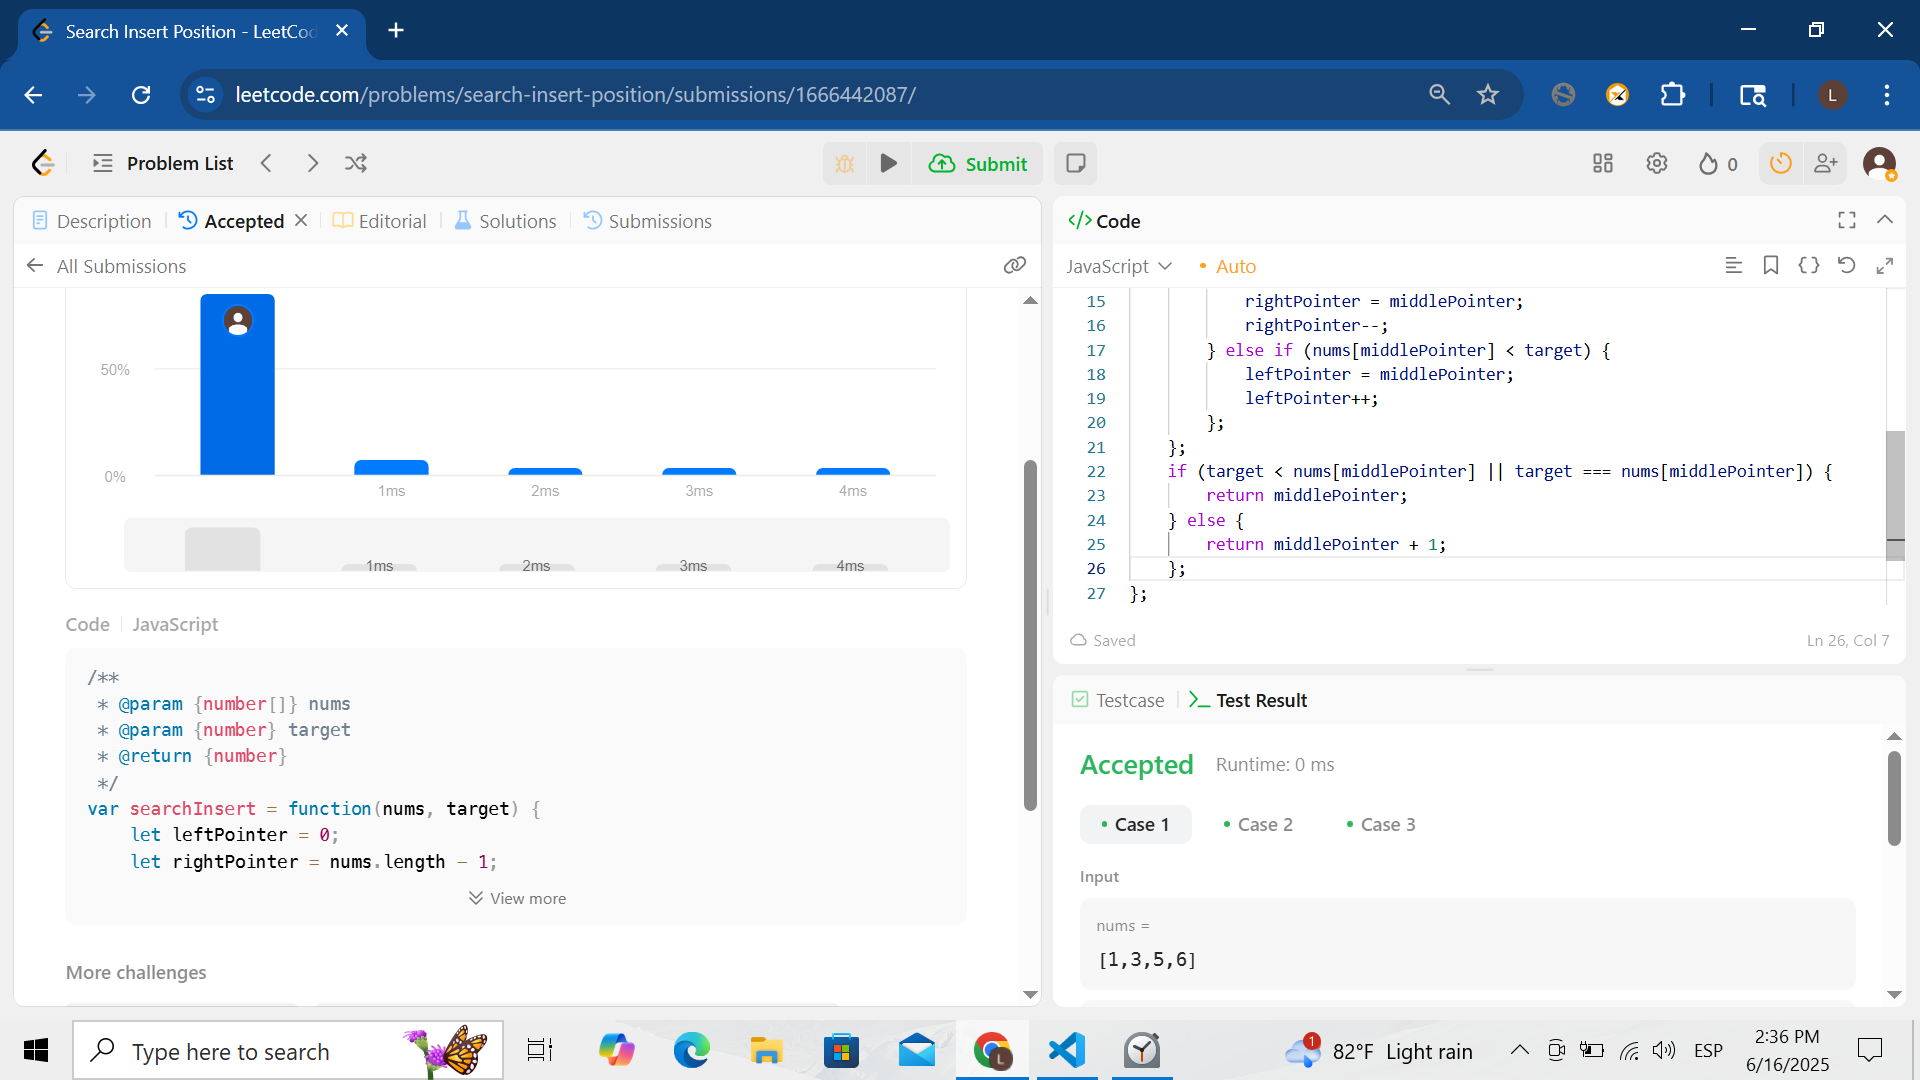 Search Insert Position - LeetCod
leetcode.com/problems/search-insert-position/submissions/1666442087/
L
Problem List
Submit
0
Description
Accepted
Editorial
Solutions
Submissions
All Submissions
50%
0%
1ms
2ms
3ms
4ms
1ms
2ms
3ms
4ms
Code
JavaScript
/**
* @param {number[]} nums
* @param {number} target
* @return {number}
*/
var searchInsert = function(nums, target) {
let leftPointer = 0;
let rightPointer = nums.length - 1;
View more
More challenges
</> Code
JavaScript
Auto
15 rightPointer = middlePointer;
16 rightPointer--;
17 } else if (nums[middlePointer] < target) {
18 leftPointer = middlePointer;
19 leftPointer++;
20 };
21 };
22 if (target < nums[middlePointer] || target === nums[middlePointer]) {
23 return middlePointer;
24 } else {
25 return middlePointer + 1;
26 };
27 };
Saved
Ln 26, Col 7
Testcase
Test Result
Accepted
Runtime: 0 ms
Case 1
Case 2
Case 3
Input
nums =
[1,3,5,6]
Type here to search
L
1
82°F Light rain
ESP
2:36 PM
6/16/2025